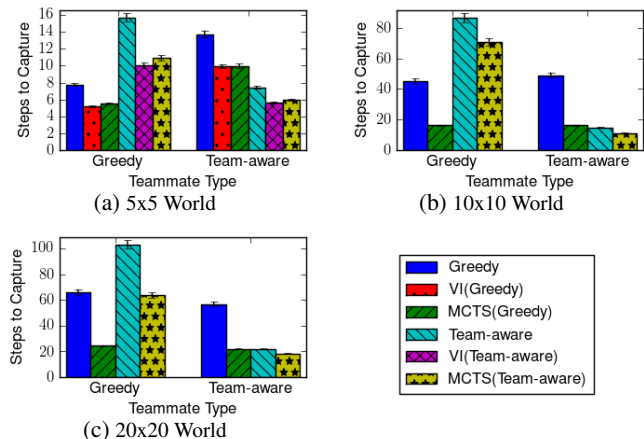 16
14
12
10
8
6
4
2
0
Steps to Capture
Greedy
Team-aware
Teammate Type
(a) 5x5 World
80
60
40
20
0
Steps to Capture
Greedy
Team-aware
Teammate Type
(b) 10x10 World
100
80
60
40
20
0
Steps to Capture
Greedy
Team-aware
Teammate Type
(c) 20x20 World
Greedy
VI(Greedy)
MCTS(Greedy)
Team-aware
VI(Team-aware)
MCTS(Team-aware)